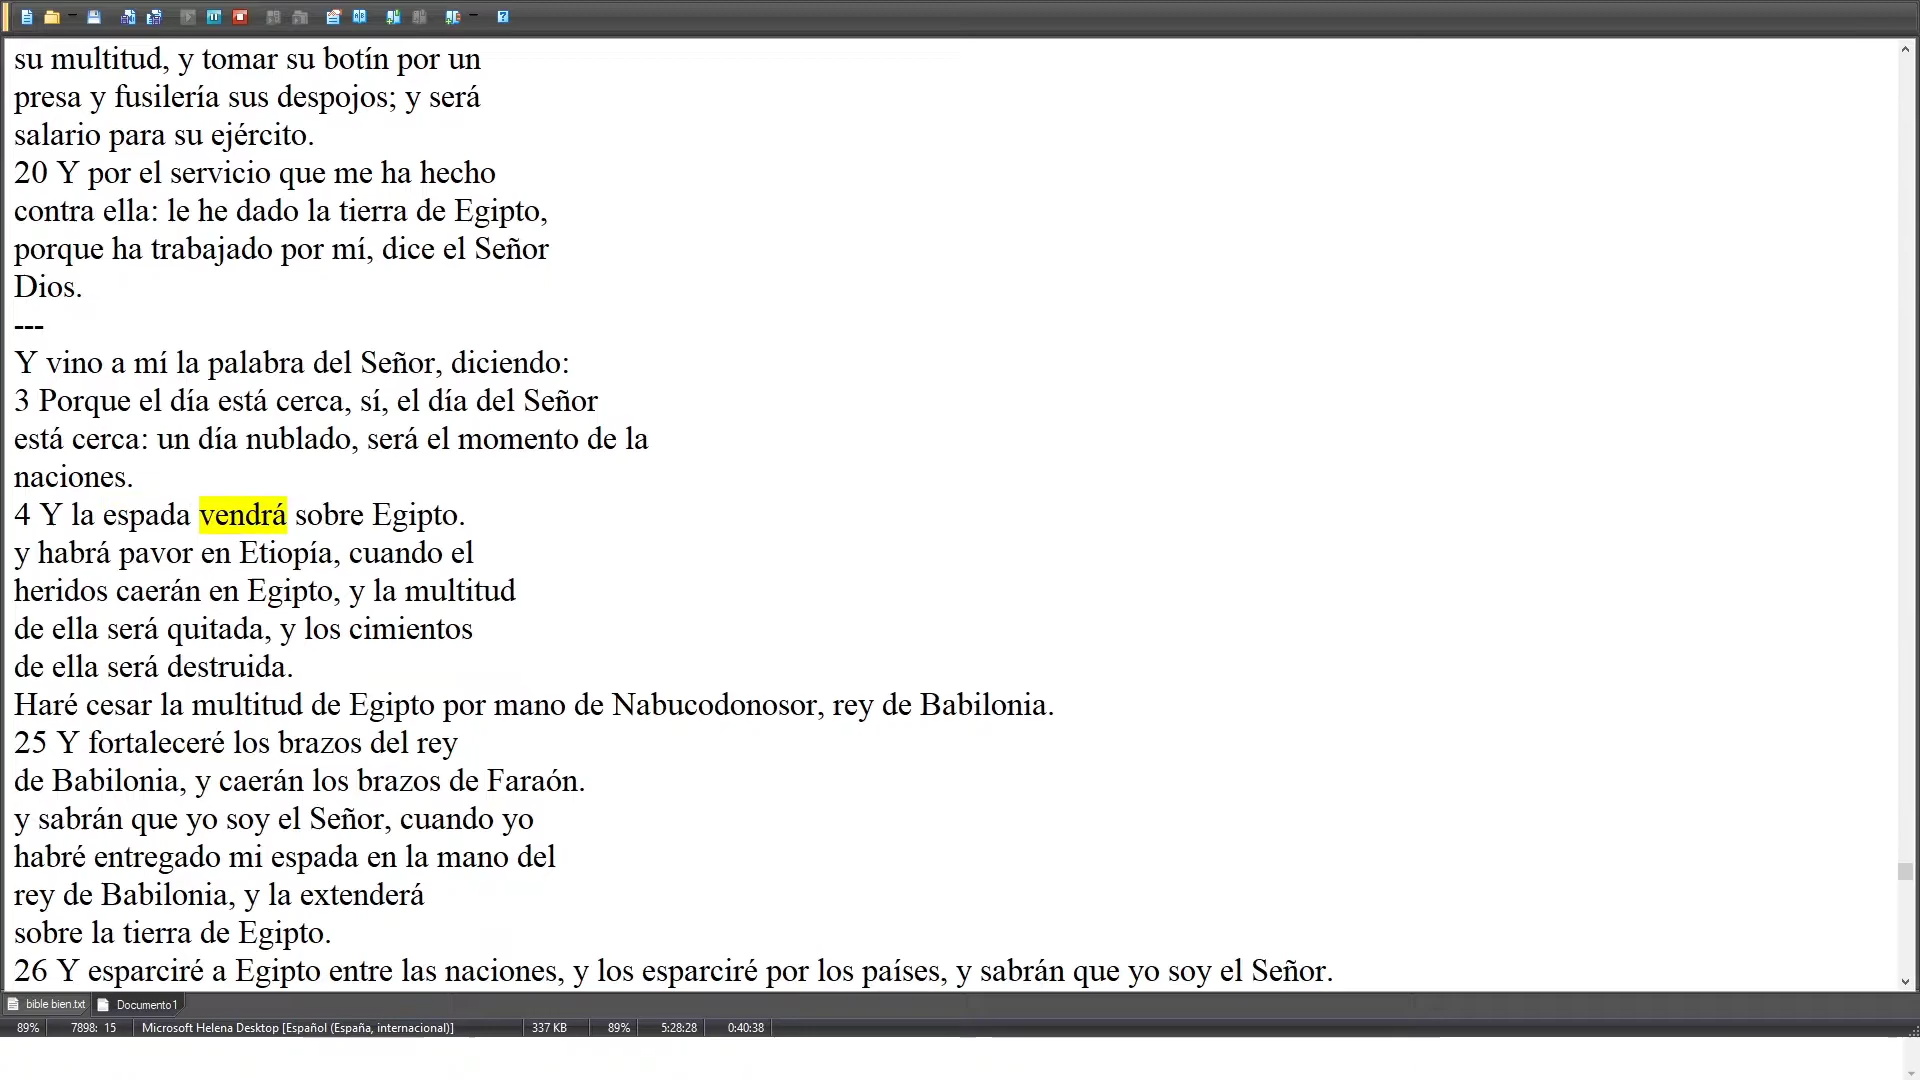 su multitud, y tomar su botín por un
presa y fusilería sus despojos; y será
salario para su ejército.
20 Y por el servicio que me ha hecho
contra ella: le he dado la tierra de Egipto,
porque ha trabajado por mí, dice el Señor
Dios.
---
Y vino a mí la palabra del Señor, diciendo:
3 Porque el día está cerca, sí, el día del Señor
está cerca: un día nublado, será el momento de la
naciones.
4 Y la espada vendrá sobre Egipto.
y habrá pavor en Etiopía, cuando el
heridos caerán en Egipto, y la multitud
de ella será quitada, y los cimientos
de ella será destruida.
Haré cesar la multitud de Egipto por mano de Nabucodonosor, rey de Babilonia.
25 Y fortaleceré los brazos del rey
de Babilonia, y caerán los brazos de Faraón.
y sabrán que yo soy el Señor, cuando yo
habré entregado mi espada en la mano del
rey de Babilonia, y la extenderá
sobre la tierra de Egipto.
26 Y esparciré a Egipto entre las naciones, y los esparciré por los países, y sabrán que yo soy el Señor.
bible bien.txt Documento1
89% 7898: 15 Microsoft Helena Desktop [Español (España, internacional)] 337 KB 89% 5:28:28 0:40:38